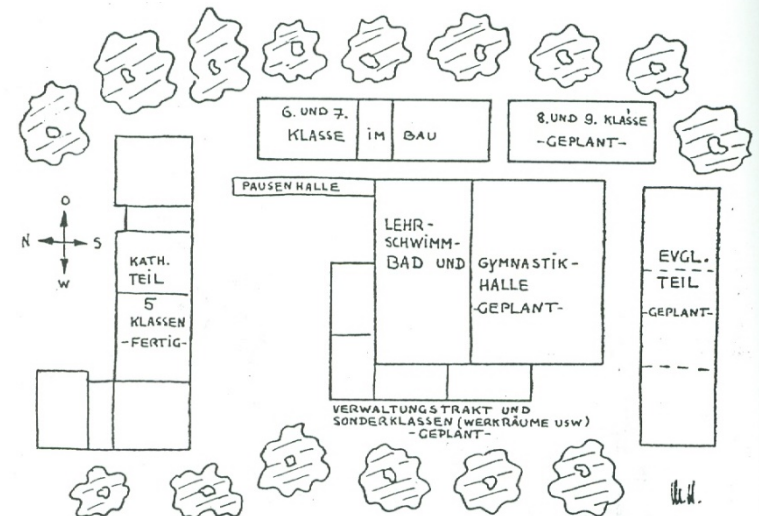 6. UND 7.
KLASSE IM BAU
8. UND 9. KLASSE
-GEPLANT-
PAUSENHALLE
O
N S
W
KATH.
TEIL
5
KLASSEN
-FERTIG-
LEHR-
SCHWIMM-
BAD UND
GYMNASTIK-
HALLE
-GEPLANT-
EVGL.
TEIL
-GEPLANT-
VERWALTUNGSTRAKT UND
SONDERKLASSEN (WERKRÄUME USW)
-GEPLANT-